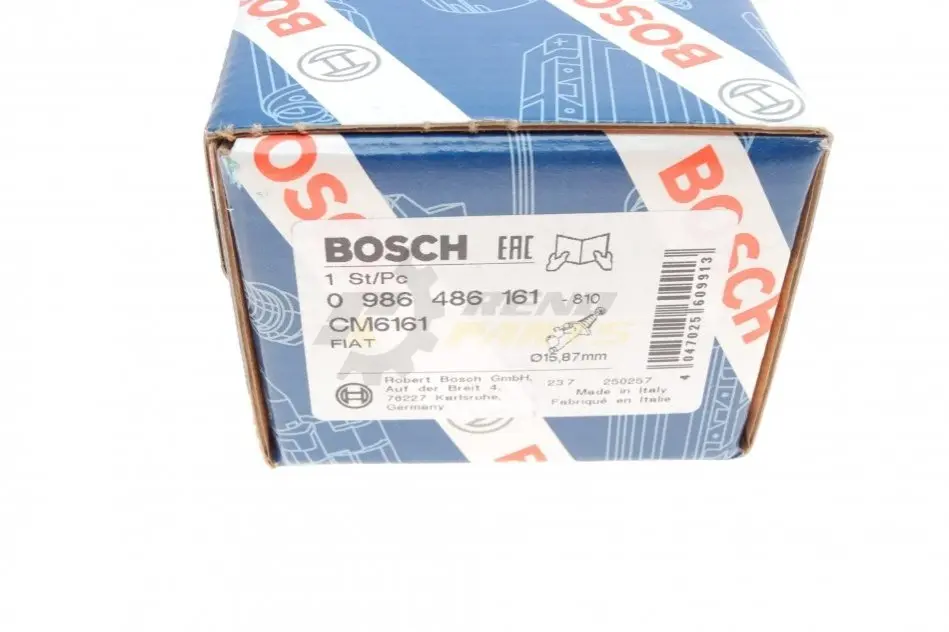 BOSCH
BOSCH
BOSCH
BOSCH EAC
1 St/Pc
0 986 486 161 - 810
CM6161
FIAT
Ø15,87mm
Robert Bosch GmbH,
Auf der Breit 4,
76227 Karlsruhe,
Germany
237 250257
Made in Italy
Fabriqué en Italie
4 047025 609913